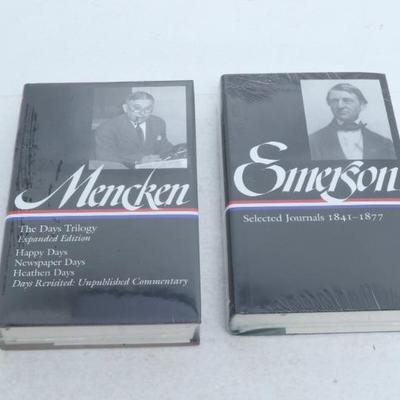 Mencken
The Days Trilogy
Expanded Edition
Happy Days
Newspaper Days
Heathen Days
Days Revisited: Unpublished Commentary
Emerson
Selected Journals 1841–1877